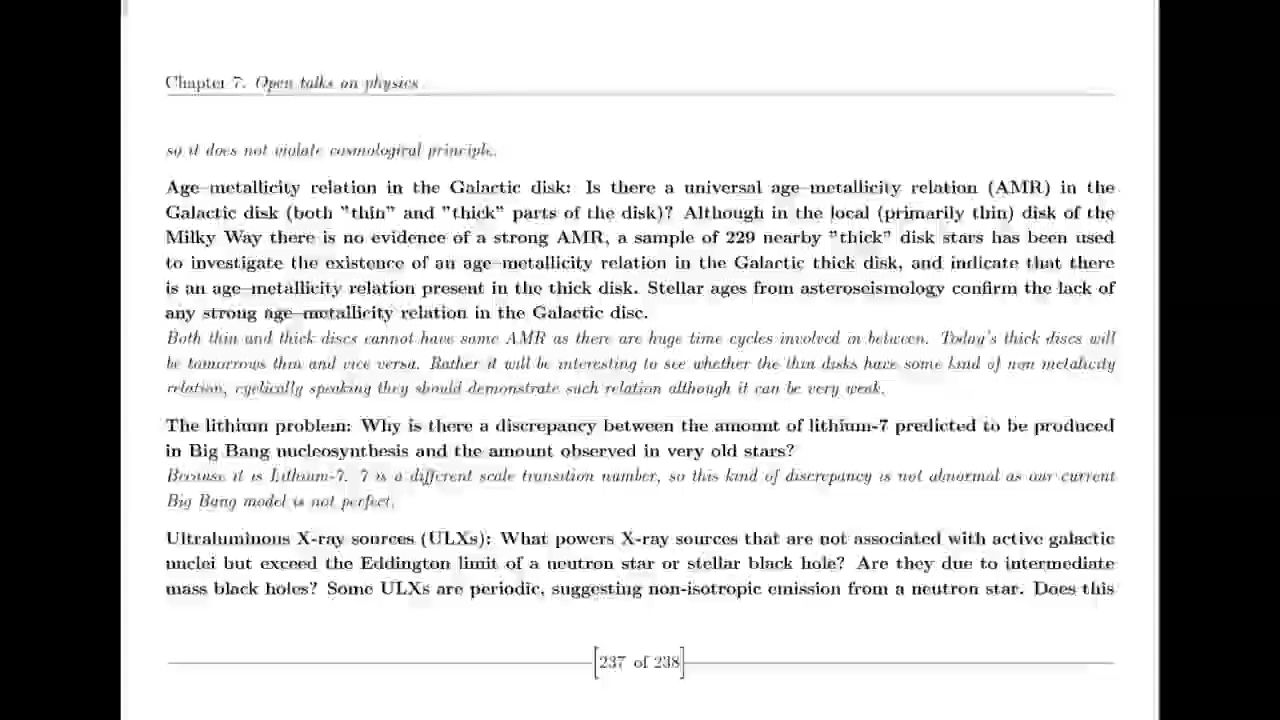 Chapter 7. Open talks on physics
so it does not violate cosmological principle.
Age–metallicity relation in the Galactic disk: Is there a universal age–metallicity relation (AMR) in the
Galactic disk (both "thin" and "thick" parts of the disk)? Although in the local (primarily thin) disk of the
Milky Way there is no evidence of a strong AMR, a sample of 229 nearby "thick" disk stars has been used
to investigate the existence of an age–metallicity relation in the Galactic thick disk, and indicate that there
is an age–metallicity relation present in the thick disk. Stellar ages from asteroseismology confirm the lack of
any strong age–metallicity relation in the Galactic disc.
Both thin and thick discs cannot have same AMR as there are huge time cycles involved in between. Today's thick discs will
be tomorrows thin and vice versa. Rather it will be interesting to see whether the thin disks have some kind of non metalicity
relation, cyclically speaking they should demonstrate such relation although it can be very weak.
The lithium problem: Why is there a discrepancy between the amount of lithium-7 predicted to be produced
in Big Bang nucleosynthesis and the amount observed in very old stars?
Because it is Lithium-7. 7 is a different scale transition number, so this kind of discrepancy is not abnormal as our current
Big Bang model is not perfect.
Ultraluminous X-ray sources (ULXs): What powers X-ray sources that are not associated with active galactic
nuclei but exceed the Eddington limit of a neutron star or stellar black hole? Are they due to intermediate
mass black holes? Some ULXs are periodic, suggesting non-isotropic emission from a neutron star. Does this
237 of 238